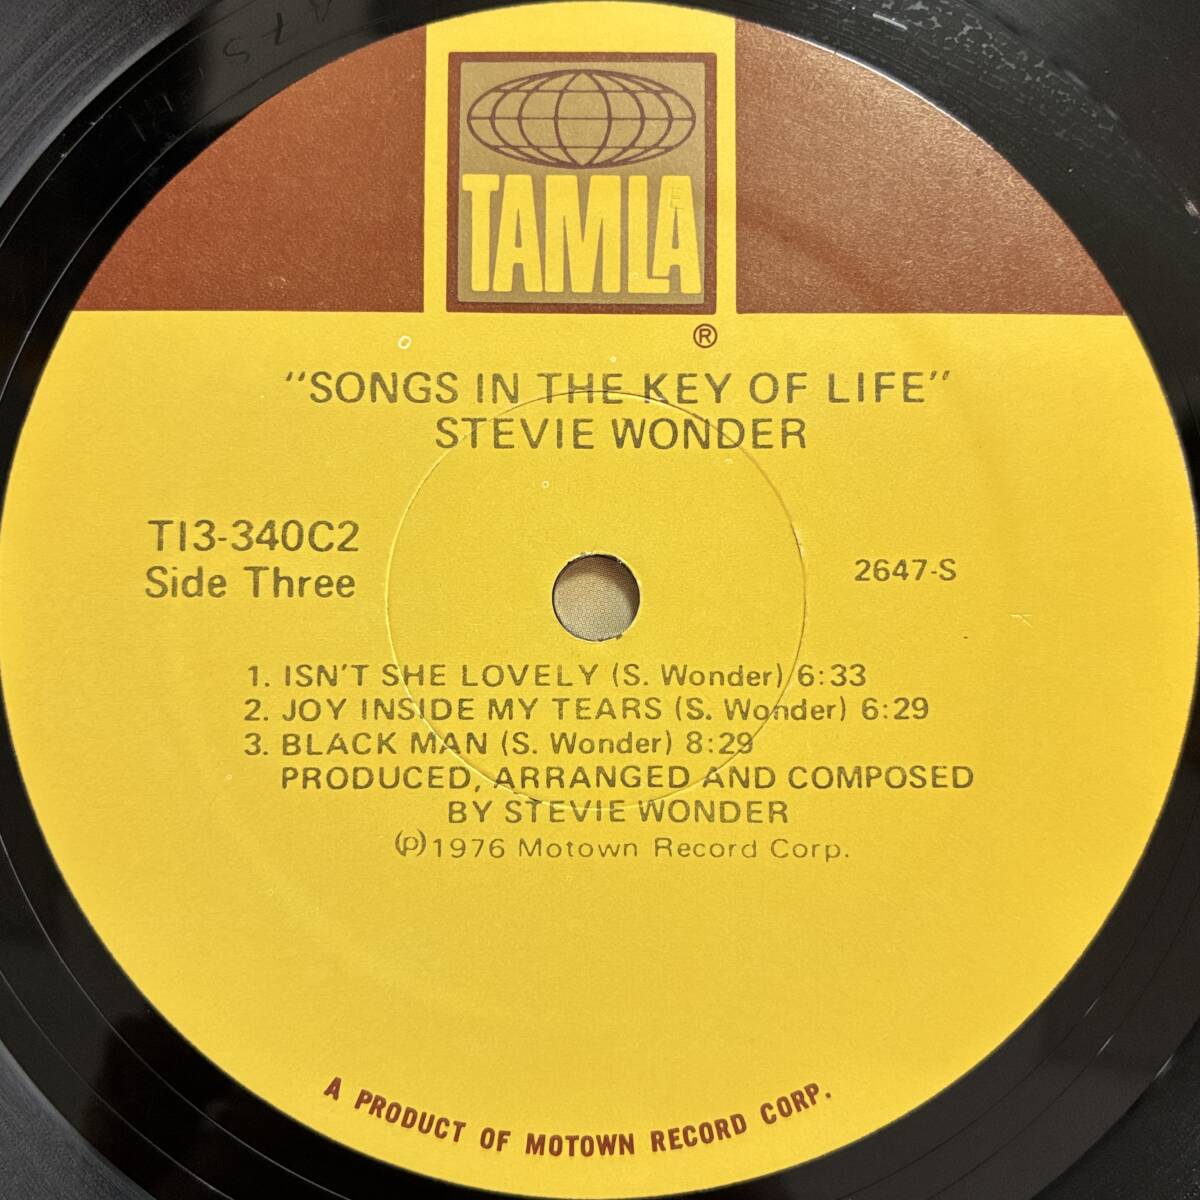 TAMLA
®
"SONGS IN THE KEY OF LIFE"
STEVIE WONDER
T13-340C2
Side Three
2647-S
1. ISN'T SHE LOVELY (S. Wonder) 6:33
2. JOY INSIDE MY TEARS (S. Wonder) 6:29
3. BLACK MAN (S. Wonder) 8:29
PRODUCED, ARRANGED AND COMPOSED
BY STEVIE WONDER
℗1976 Motown Record Corp.
A PRODUCT OF MOTOWN RECORD CORP.